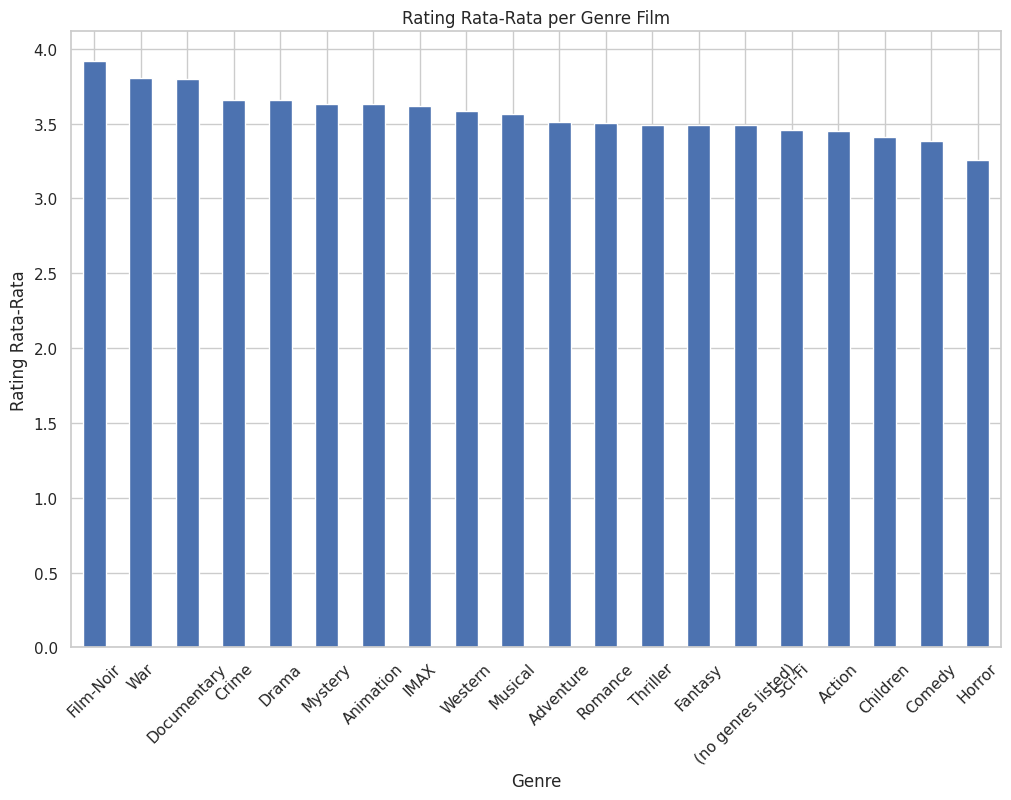 Rating Rata-Rata per Genre Film
Rating Rata-Rata
4.0
3.5
3.0
2.5
2.0
1.5
1.0
0.5
0.0
Film-Noir
War
Documentary
Crime
Drama
Mystery
Animation
IMAX
Western
Musical
Adventure
Romance
Thriller
Fantasy
(no genres listed)
Sci-Fi
Action
Children
Comedy
Horror
Genre